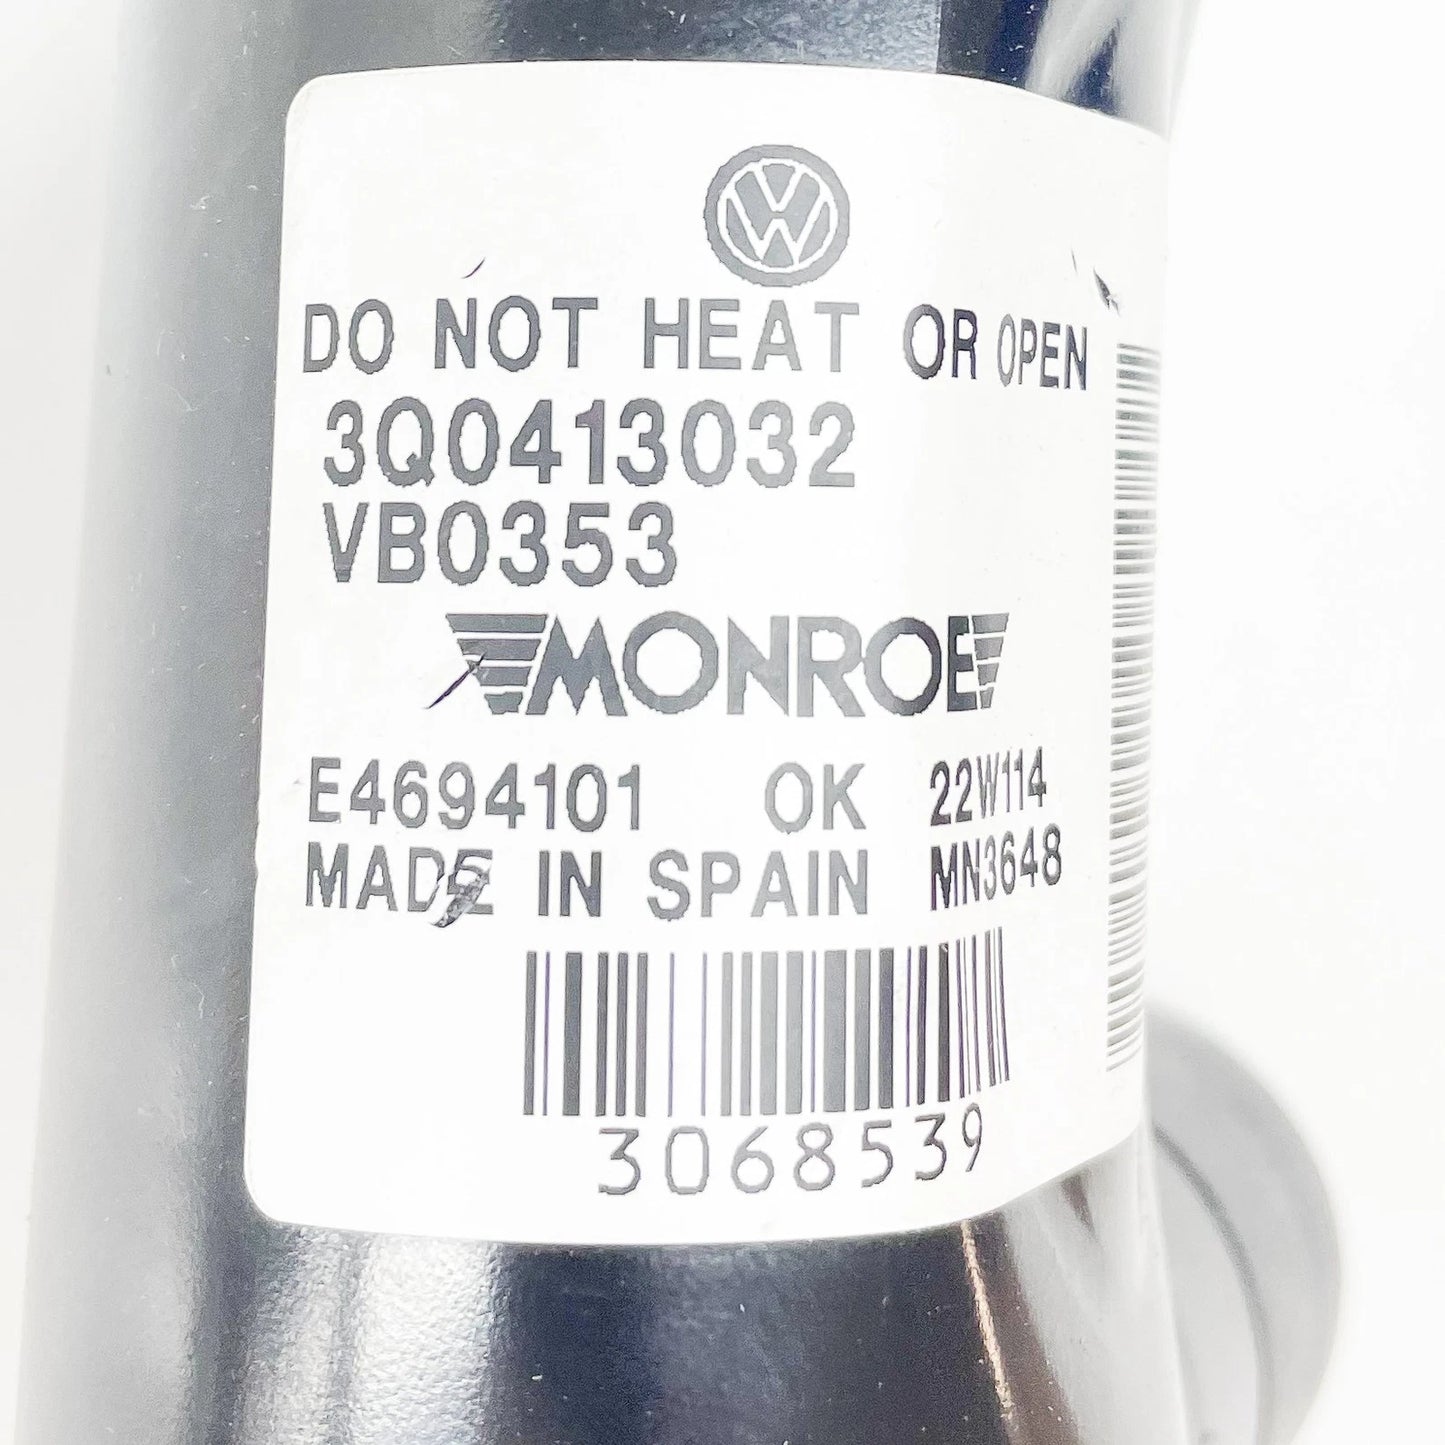 DO NOT HEAT OR OPEN
3Q0413032
VB0353
MONROE
E4694101 OK 22W114
MADE IN SPAIN MN3648
3068539